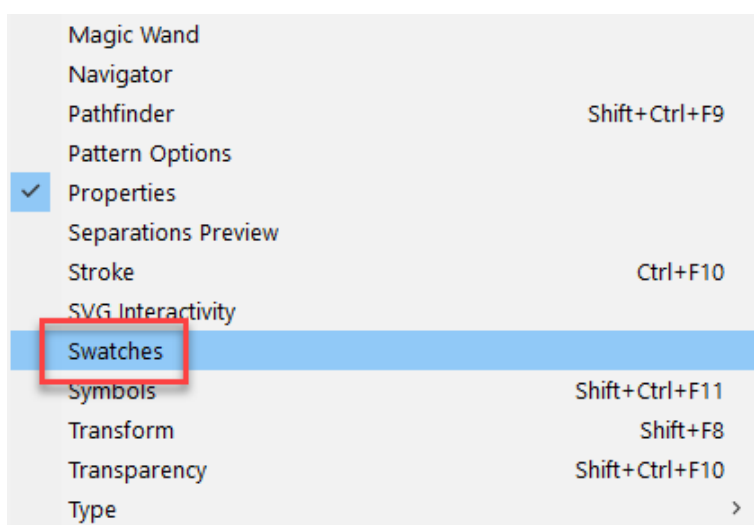 Magic Wand
Navigator
Pathfinder Shift+Ctrl+F9
Pattern Options
Properties
Separations Preview
Stroke Ctrl+F10
SVG Interactivity
Swatches
Symbols Shift+Ctrl+F11
Transform Shift+F8
Transparency Shift+Ctrl+F10
Type